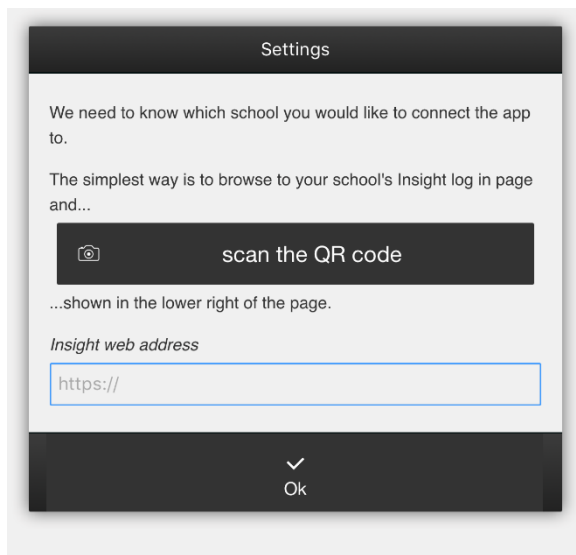 Settings
We need to know which school you would like to connect the app
to.
The simplest way is to browse to your school's Insight log in page
and...
scan the QR code
...shown in the lower right of the page.
Insight web address
https://
Ok